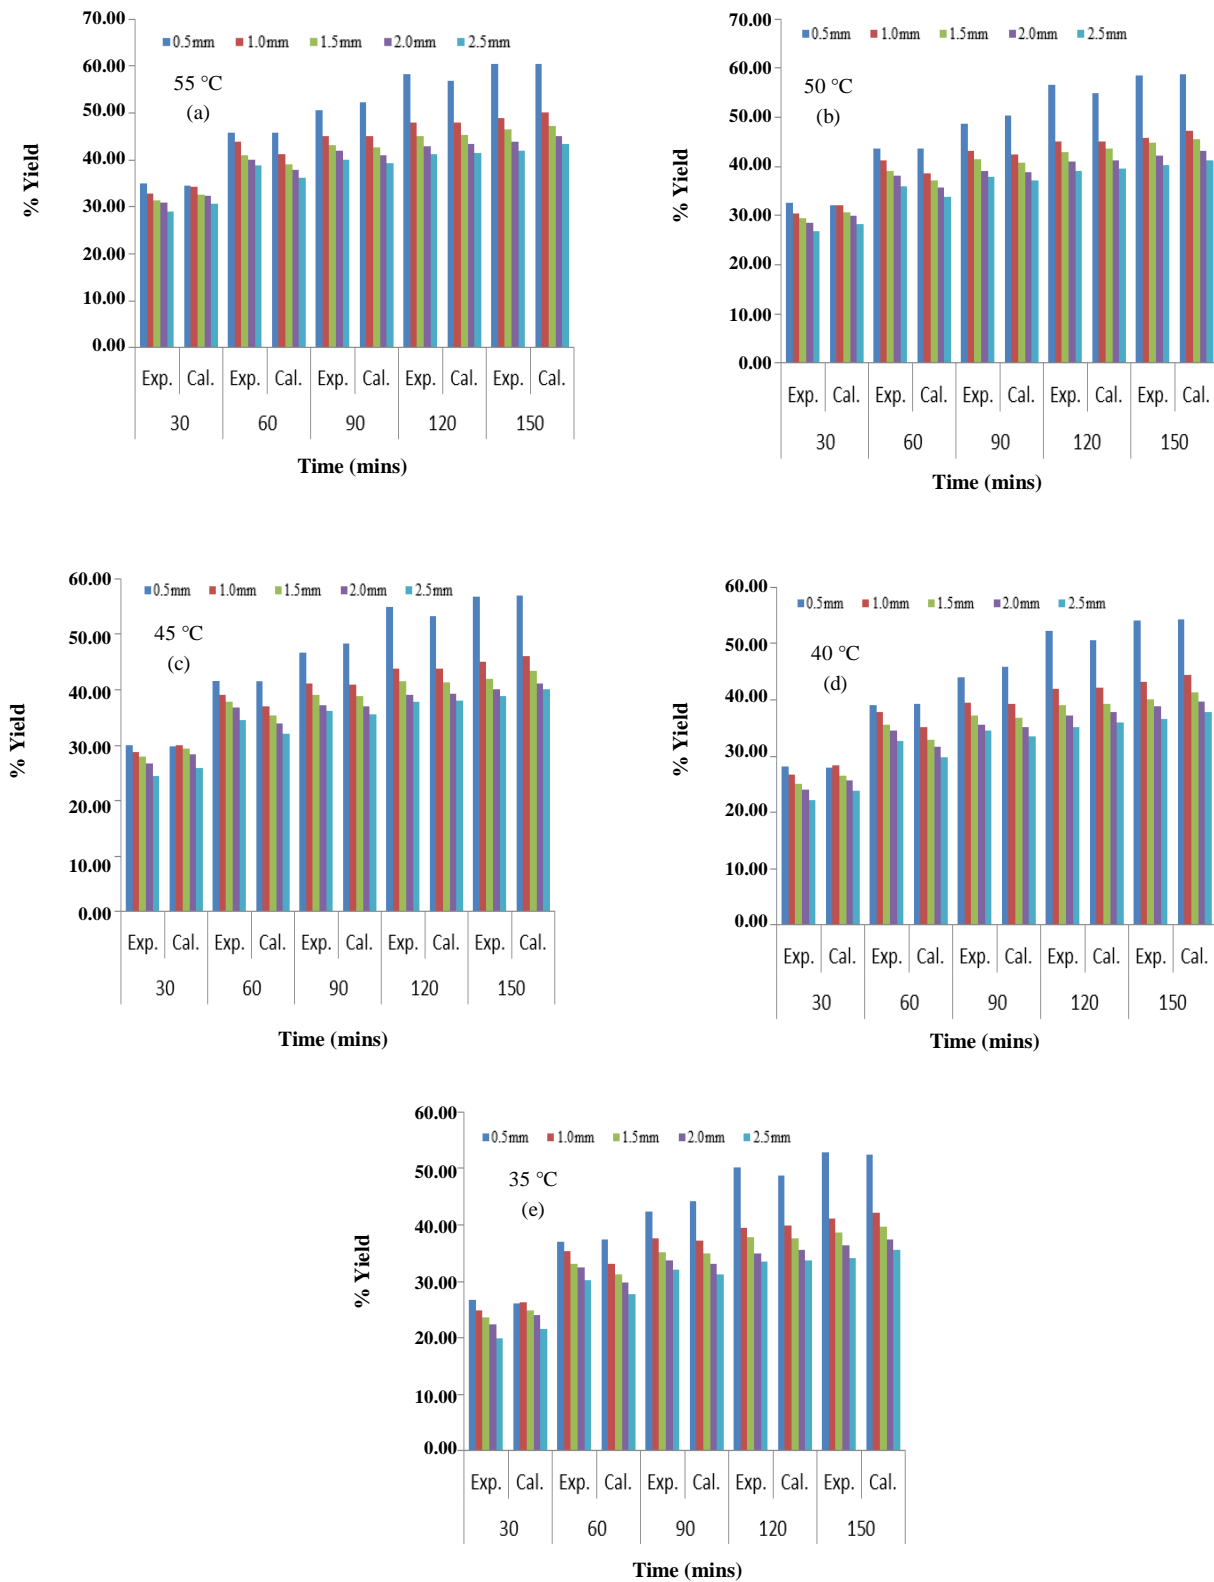 70.00
60.00
50.00
40.00
30.00
20.00
10.00
0.00
% Yield
0.5mm 1.0mm 1.5mm 2.0mm 2.5mm
55 °C
(a)
Exp. Cal. Exp. Cal. Exp. Cal. Exp. Cal. Exp. Cal.
30 60 90 120 150
Time (mins)
70.00
60.00
50.00
40.00
30.00
20.00
10.00
0.00
% Yield
0.5mm 1.0mm 1.5mm 2.0mm 2.5mm
50 °C
(b)
Exp. Cal. Exp. Cal. Exp. Cal. Exp. Cal. Exp. Cal.
30 60 90 120 150
Time (mins)
60.00
50.00
40.00
30.00
20.00
10.00
0.00
% Yield
0.5mm 1.0mm 1.5mm 2.0mm 2.5mm
45 °C
(c)
Exp. Cal. Exp. Cal. Exp. Cal. Exp. Cal. Exp. Cal.
30 60 90 120 150
Time (mins)
60.00
50.00
40.00
30.00
20.00
10.00
0.00
% Yield
0.5mm 1.0mm 1.5mm 2.0mm 2.5mm
40 °C
(d)
Exp. Cal. Exp. Cal. Exp. Cal. Exp. Cal. Exp. Cal.
30 60 90 120 150
Time (mins)
60.00
50.00
40.00
30.00
20.00
10.00
0.00
% Yield
0.5mm 1.0mm 1.5mm 2.0mm 2.5mm
35 °C
(e)
Exp. Cal. Exp. Cal. Exp. Cal. Exp. Cal. Exp. Cal.
30 60 90 120 150
Time (mins)